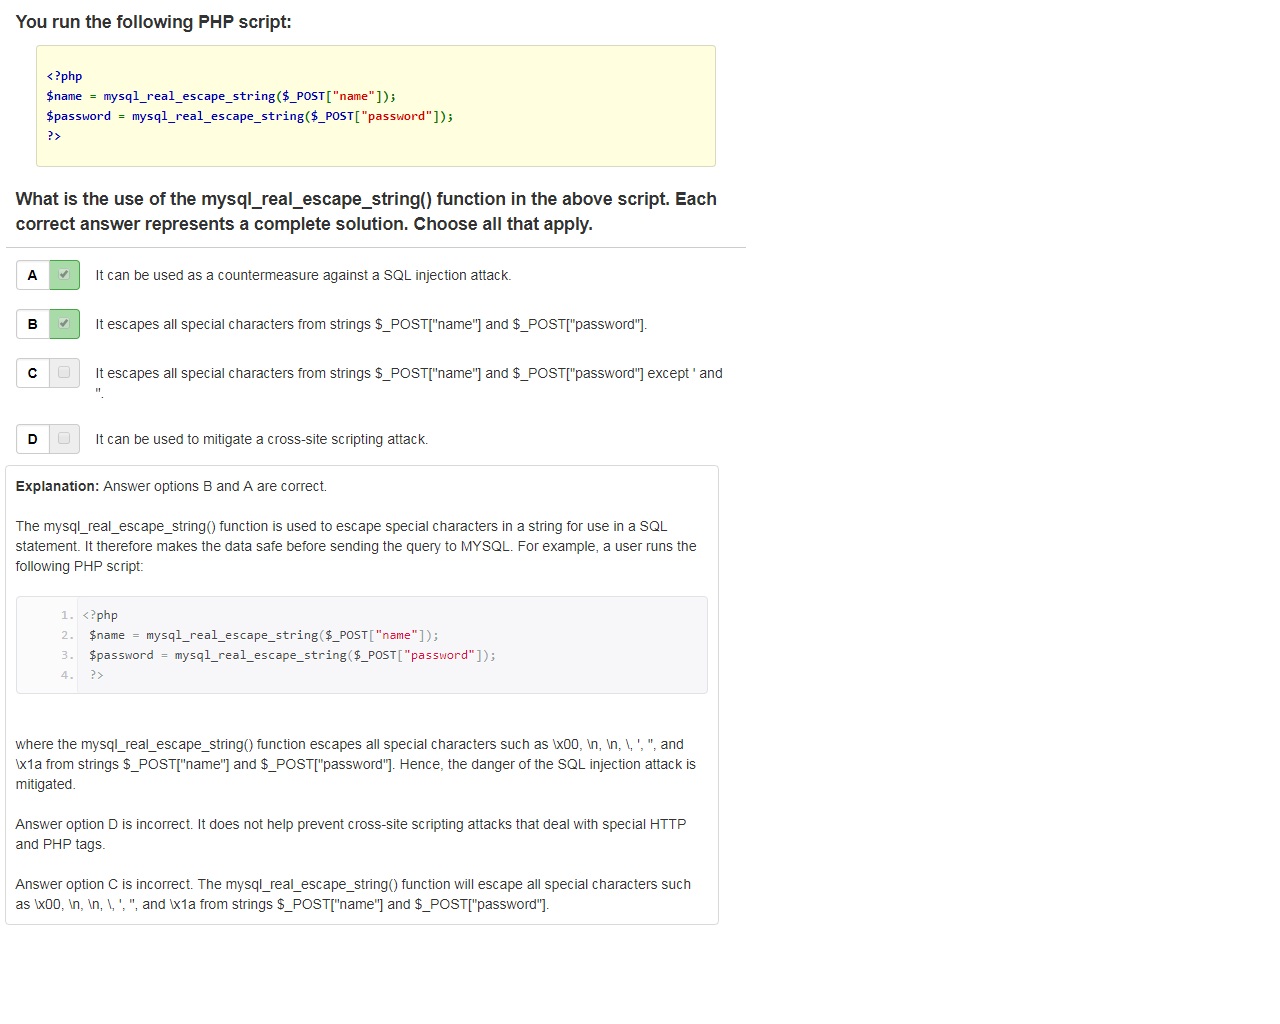 You run the following PHP script:
<?php
$name = mysql_real_escape_string($_POST["name"]);
$password = mysql_real_escape_string($_POST["password"]);
?>
What is the use of the mysql_real_escape_string() function in the above script. Each
correct answer represents a complete solution. Choose all that apply.
A It can be used as a countermeasure against a SQL injection attack.
B It escapes all special characters from strings $_POST["name"] and $_POST["password"].
C It escapes all special characters from strings $_POST["name"] and $_POST["password"] except ' and
".
D It can be used to mitigate a cross-site scripting attack.
Explanation: Answer options B and A are correct.
The mysql_real_escape_string() function is used to escape special characters in a string for use in a SQL
statement. It therefore makes the data safe before sending the query to MYSQL. For example, a user runs the
following PHP script:
1. <?php
2. $name = mysql_real_escape_string($_POST["name"]);
3. $password = mysql_real_escape_string($_POST["password"]);
4. ?>
where the mysql_real_escape_string() function escapes all special characters such as \x00, \n, \n, \, ', ", and
\x1a from strings $_POST["name"] and $_POST["password"]. Hence, the danger of the SQL injection attack is
mitigated.
Answer option D is incorrect. It does not help prevent cross-site scripting attacks that deal with special HTTP
and PHP tags.
Answer option C is incorrect. The mysql_real_escape_string() function will escape all special characters such
as \x00, \n, \n, \, ', ", and \x1a from strings $_POST["name"] and $_POST["password"].